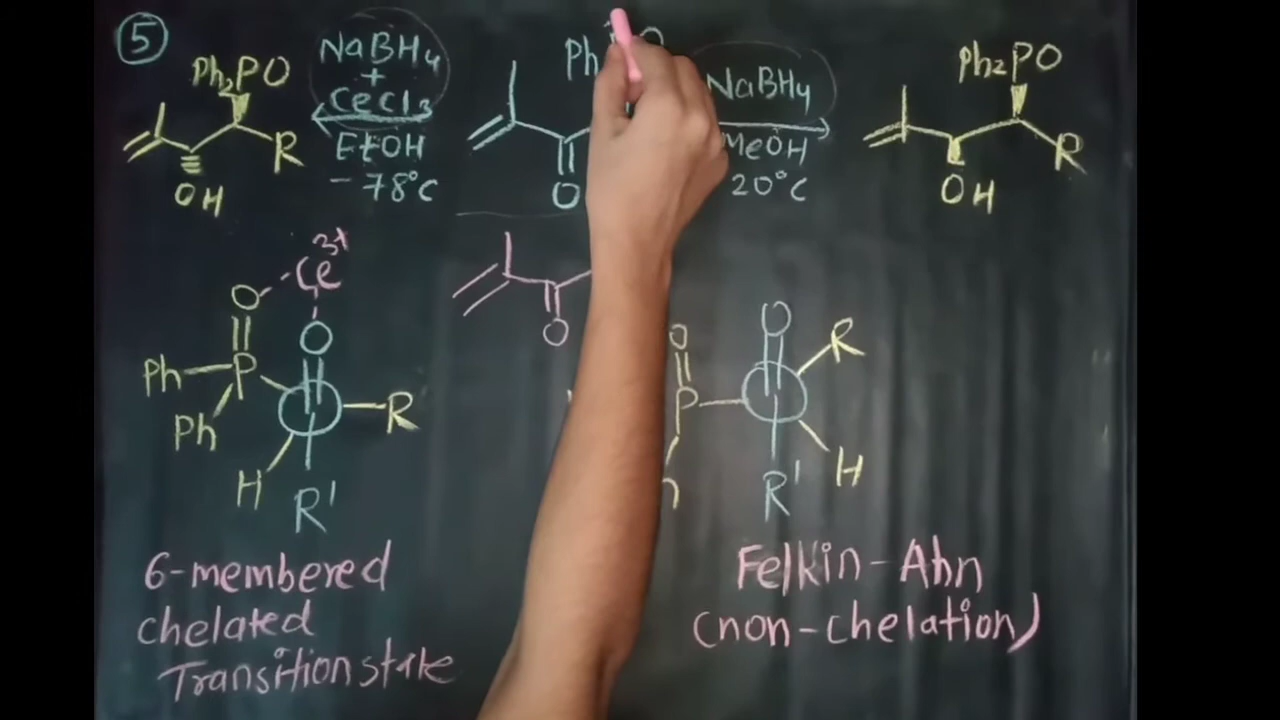 5
Ph₂PO
OH
R
NaBH₄
+
CeCl₃
EtOH
- 78°C
Ph
O
NaBH₄
MeOH
20°C
Ph₂PO
OH
R
O
Ce³⁺
O
Ph
P
Ph
R
H
R'
O
O
P
O
R
H
R'
6-membered
chelated
Transition state
Felkin-Ahn
(non-chelation)